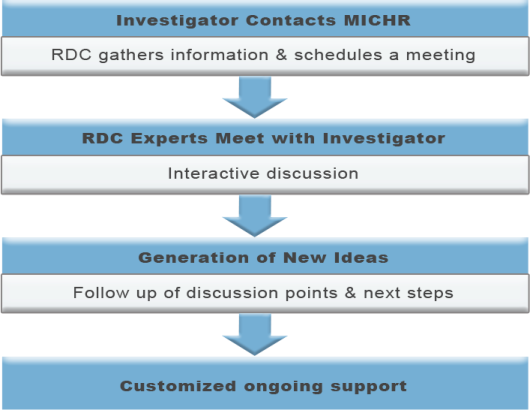 Investigator Contacts MICHR
RDC gathers information & schedules a meeting
RDC Experts Meet with Investigator
Interactive discussion
Generation of New Ideas
Follow up of discussion points & next steps
Customized ongoing support